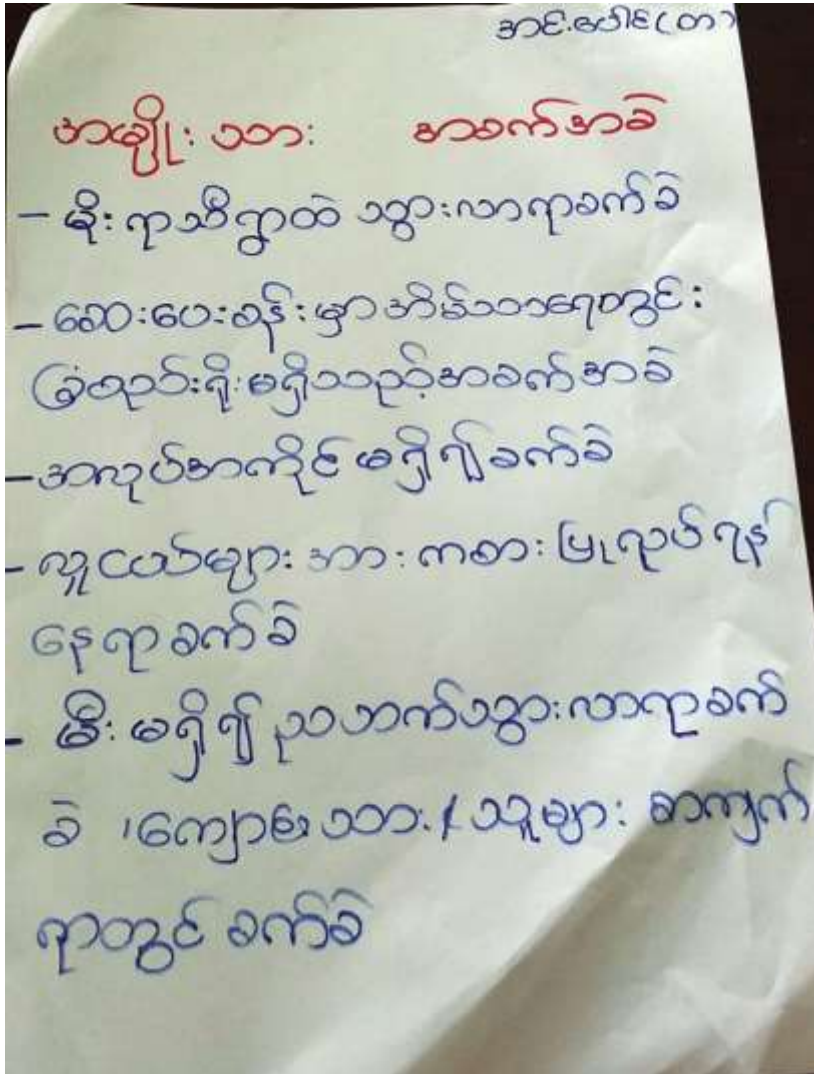 အင်.ပေါင်(တာ)
အမျိုး သား အခက်အခဲ
- မိုး ရာသီရွာထဲ သွားလာရာခက်ခဲ
- ဆေးပေးခန်းမှာအိမ်သာရေတွင်း
ခြံစည်းရိုးမရှိသည့်အခက်အခဲ
- အလုပ်အကိုင် မရှိ၍ခက်ခဲ
- လူငယ်များ အား ကစား ပြုလုပ် ရန်
နေရာခက်ခဲ
- မီး မရှိ၍ ညဘက်သွားလာရာခက်
ခဲ ၊ကျောင်းသား/သူများ စာကျက်
ရာတွင် ခက်ခဲ